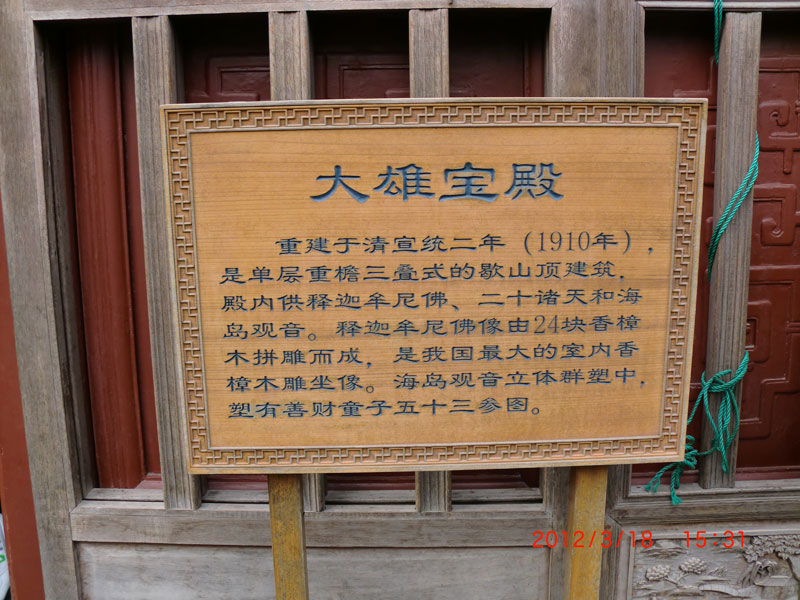 大雄宝殿
重建于清宣统二年（1910年），
是单层重檐三叠式的歇山顶建筑，
殿内供释迦牟尼佛、二十诸天和海
岛观音。释迦牟尼佛像由24块香樟
木拼雕而成，是我国最大的室内香
樟木雕坐像。海岛观音立体群塑中，
塑有善财童子五十三参图。
2012/3/18 15:31